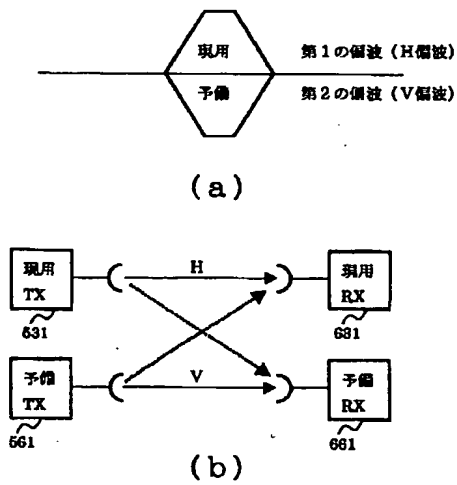 現用 第1の偏波（H偏波）
予備 第2の偏波（V偏波）
(a)
H
現用
TX
531
現用
RX
631
V
予備
TX
561
予備
RX
661
(b)